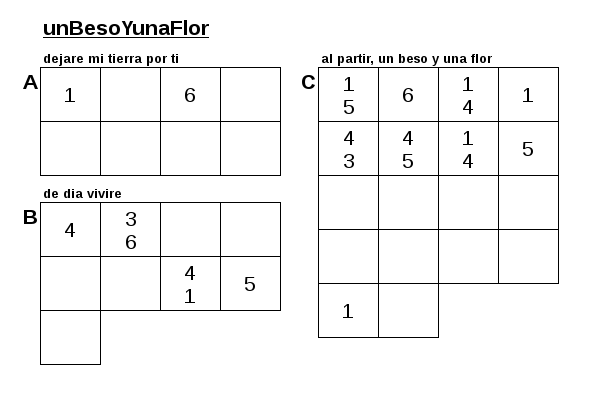 unBesoYunaFlor
dejare mi tierra por ti
A
1 6
de dia vivire
B
4 3 6
4 1 5
al partir, un beso y una flor
C
1 5 6 1 4 1
4 3 4 5 1 4 5
1